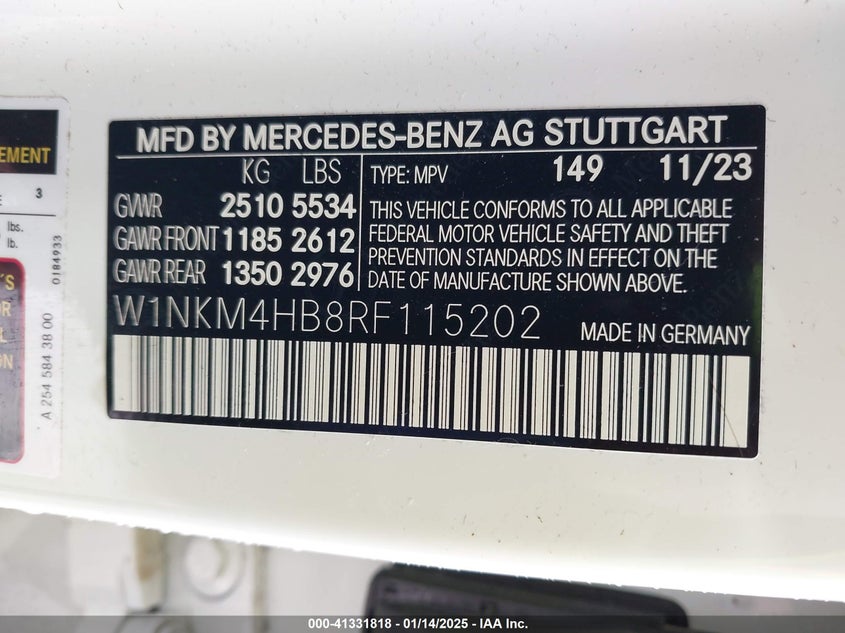 MFD BY MERCEDES-BENZ AG STUTTGART
KG LBS
GVWR 2510 5534
GAWR FRONT 1185 2612
GAWR REAR 1350 2976
TYPE: MPV 149 11/23
THIS VEHICLE CONFORMS TO ALL APPLICABLE
FEDERAL MOTOR VEHICLE SAFETY AND THEFT
PREVENTION STANDARDS IN EFFECT ON THE
DATE OF MANUFACTURE SHOWN ABOVE.
W1NKM4HB8RF115202
MADE IN GERMANY
EMENT
3
lbs.
lb.
0184933
A 254 584 38 00
000-41331818 - 01/14/2025 - IAA Inc.